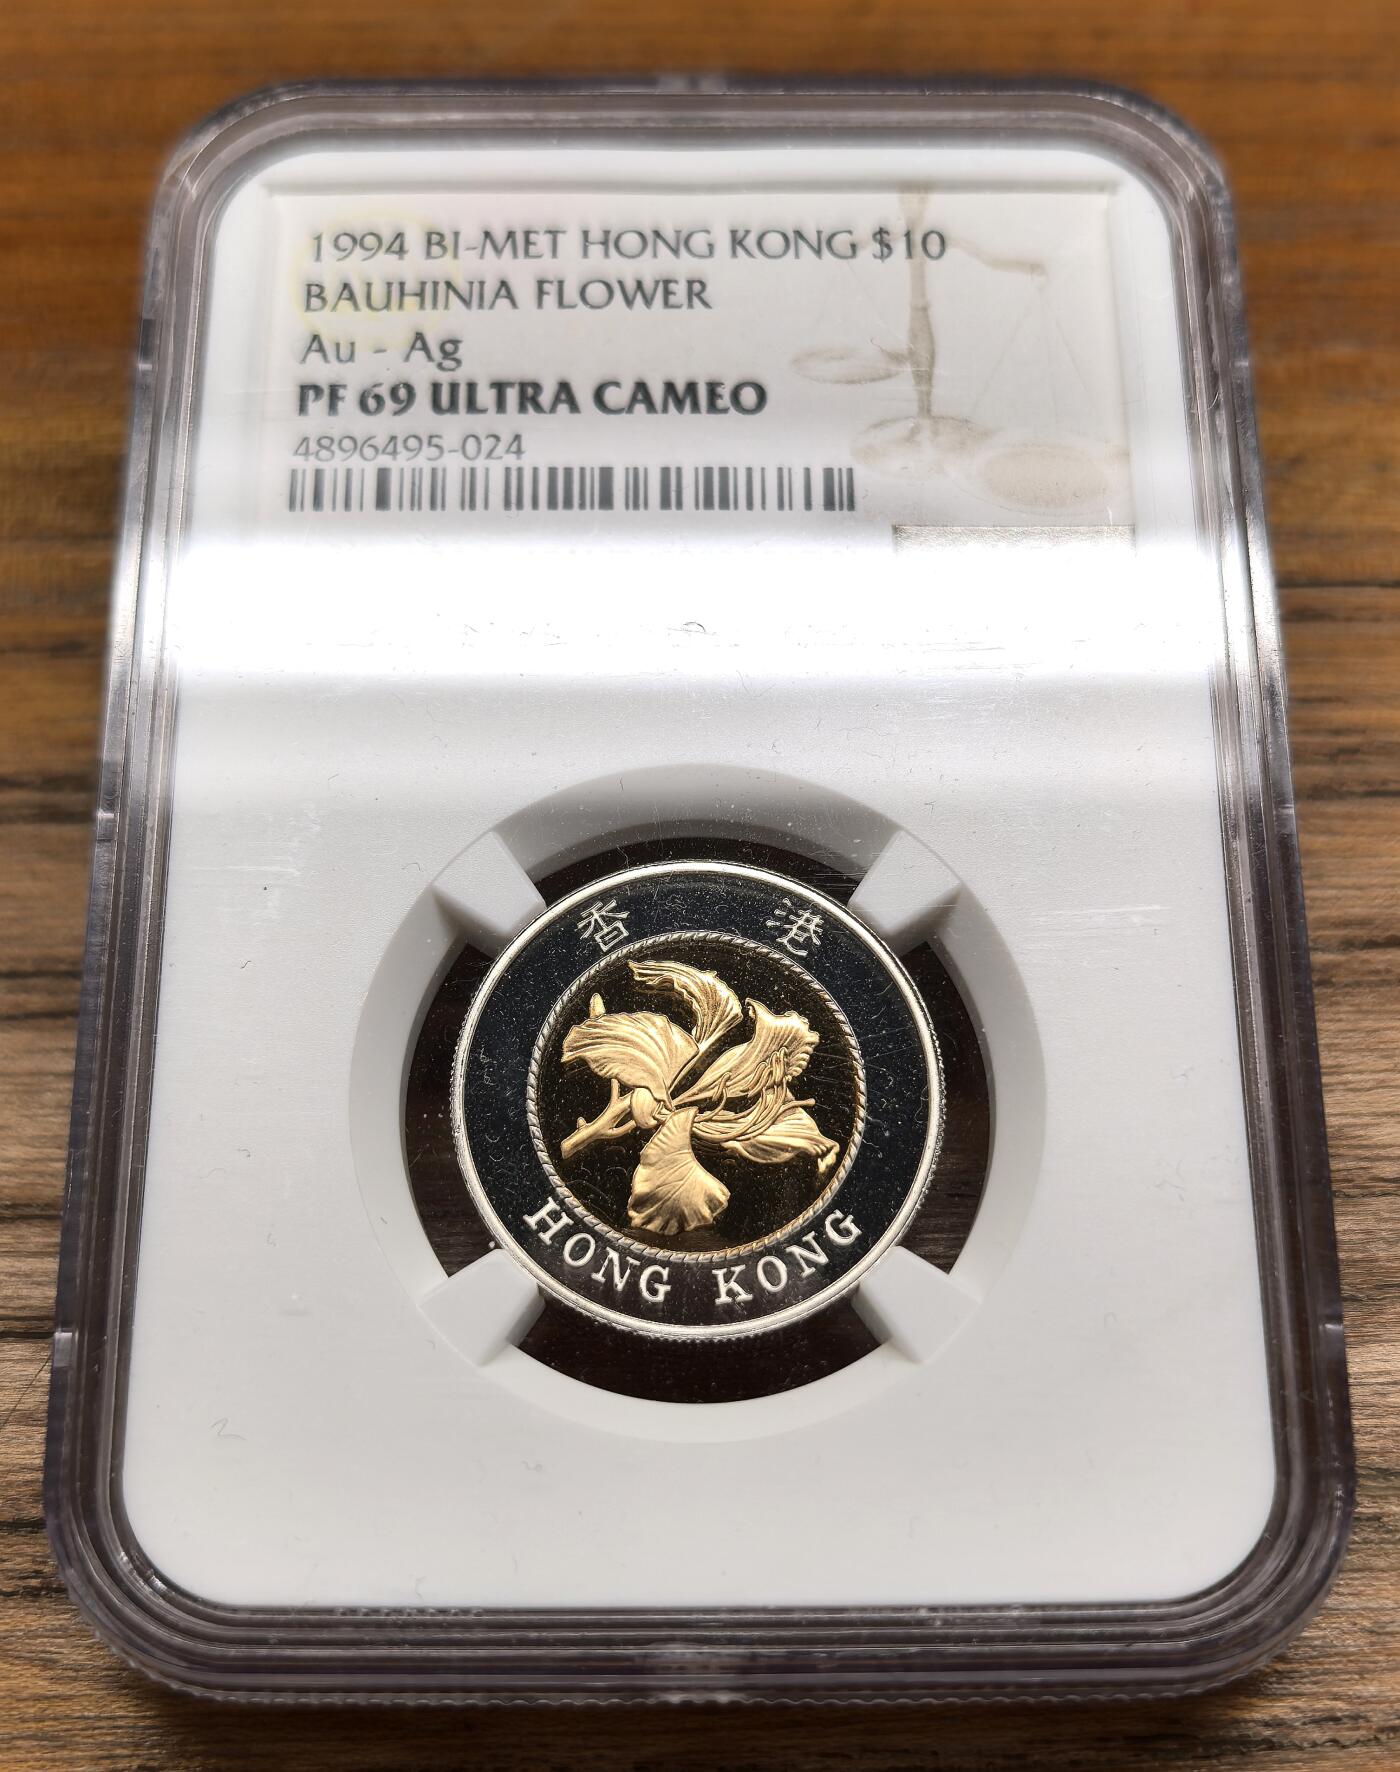 1994 BI-MET HONG KONG $10
BAUHINIA FLOWER
Au - Ag
PF 69 ULTRA CAMEO
4896495-024
香 港
HONG KONG